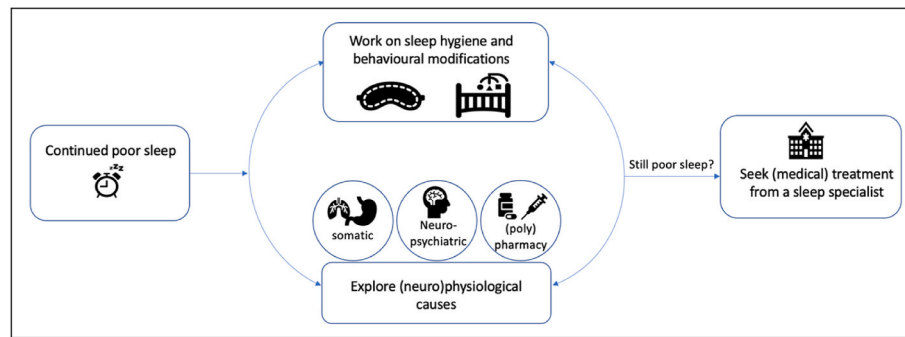 Continued poor sleep
zzz
Work on sleep hygiene and
behavioural modifications
somatic
Neuro-
psychiatric
(poly)
pharmacy
Explore (neuro)physiological
causes
Still poor sleep?
Seek (medical) treatment
from a sleep specialist